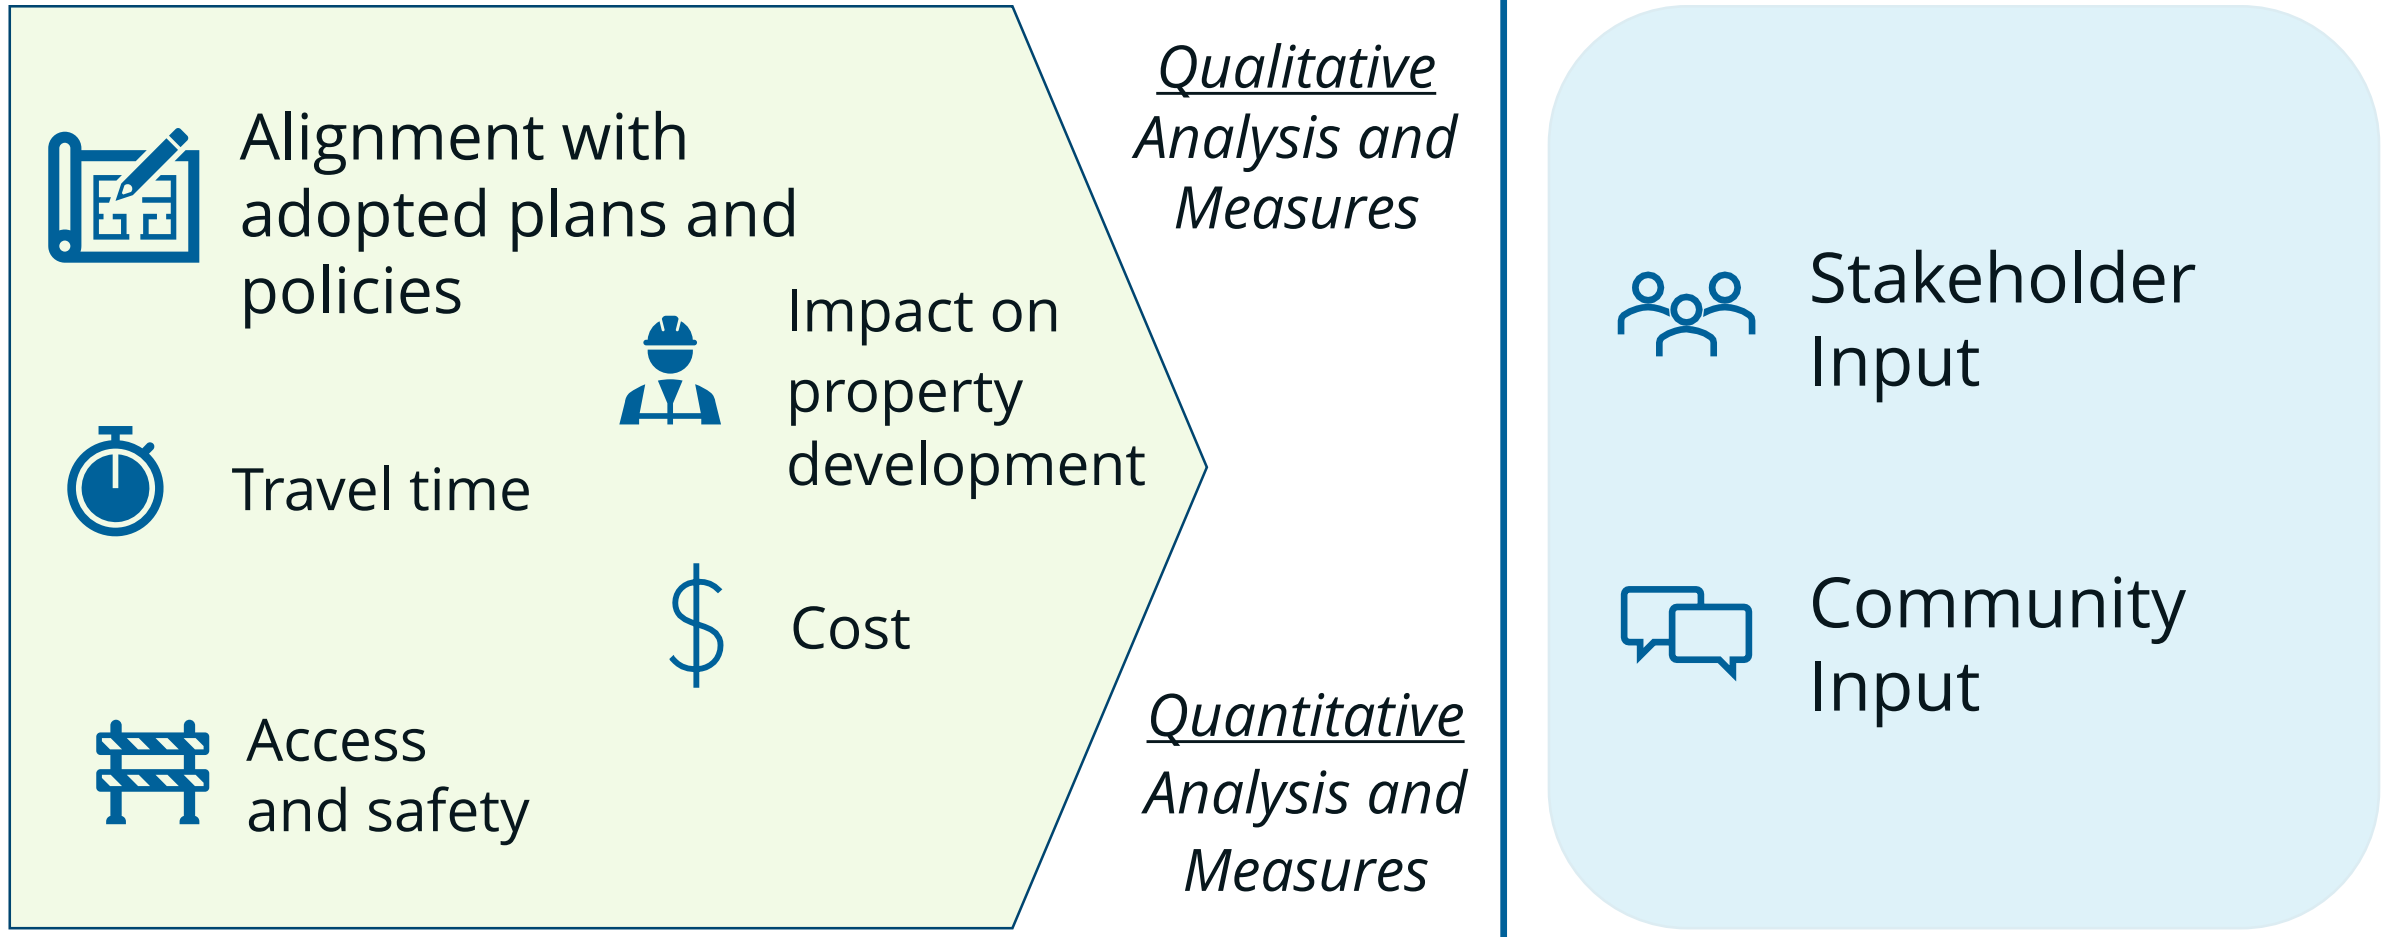 Alignment with
adopted plans and
policies
Impact on
property
development
Travel time
Cost
Access
and safety
Qualitative
Analysis and
Measures
Quantitative
Analysis and
Measures
Stakeholder
Input
Community
Input